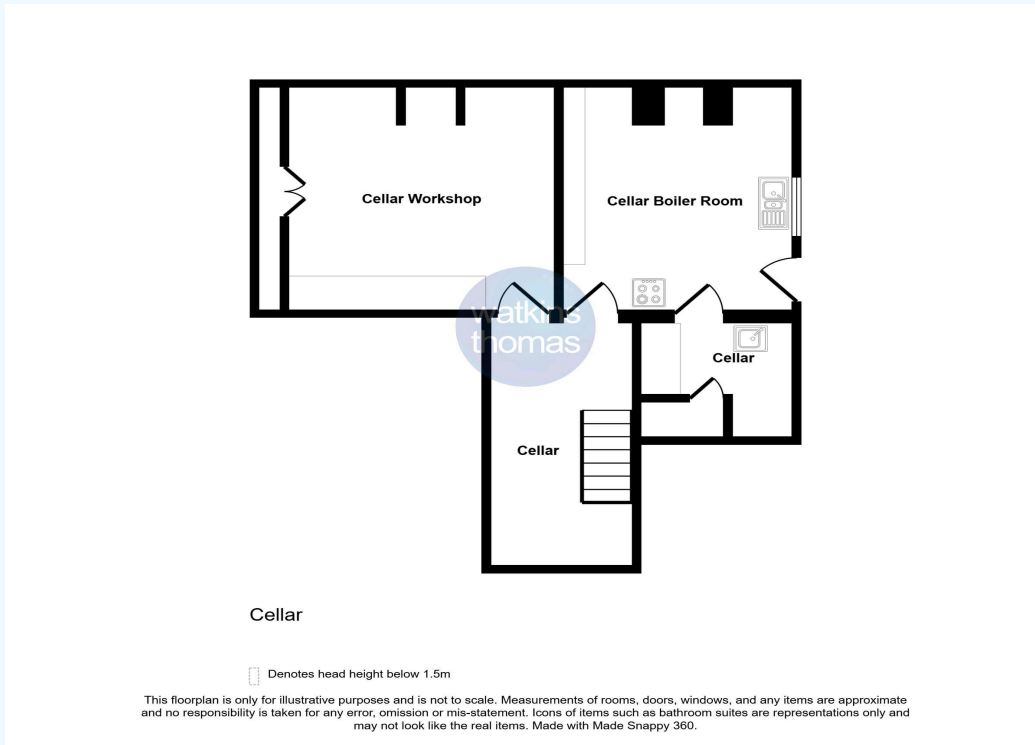 Cellar Workshop
Cellar Boiler Room
watkins
thomas
Cellar
Cellar
Cellar
Denotes head height below 1.5m
This floorplan is only for illustrative purposes and is not to scale. Measurements of rooms, doors, windows, and any items are approximate
and no responsibility is taken for any error, omission or mis-statement. Icons of items such as bathroom suites are representations only and
may not look like the real items. Made with Made Snappy 360.